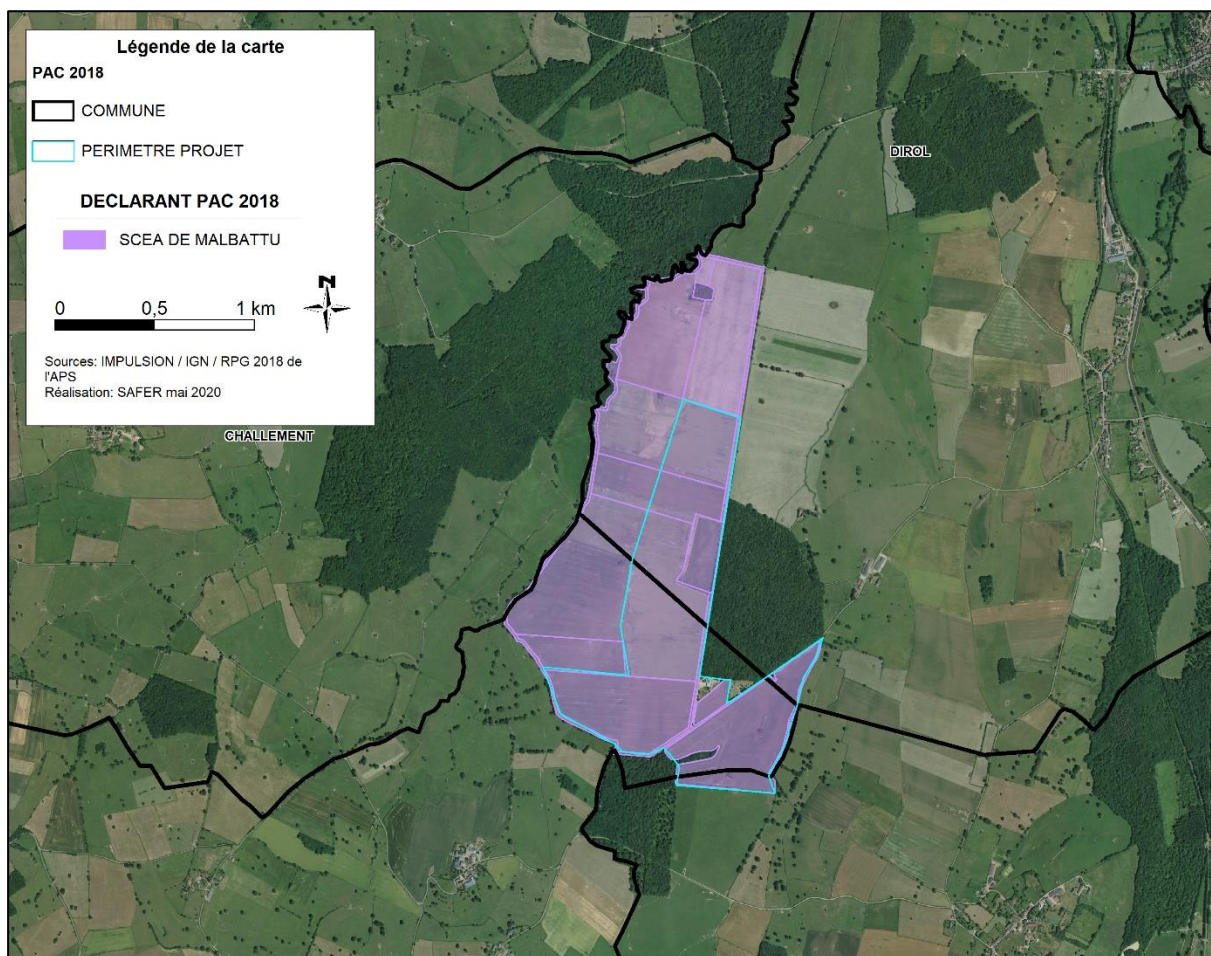 Légende de la carte
PAC 2018
COMMUNE
PERIMETRE PROJET
DECLARANT PAC 2018
SCEA DE MALBATTU
N
0 0,5 1 km
Sources: IMPULSION / IGN / RPG 2018 de
l'APS
Réalisation: SAFER mai 2020
DIROL
CHALLEMENT